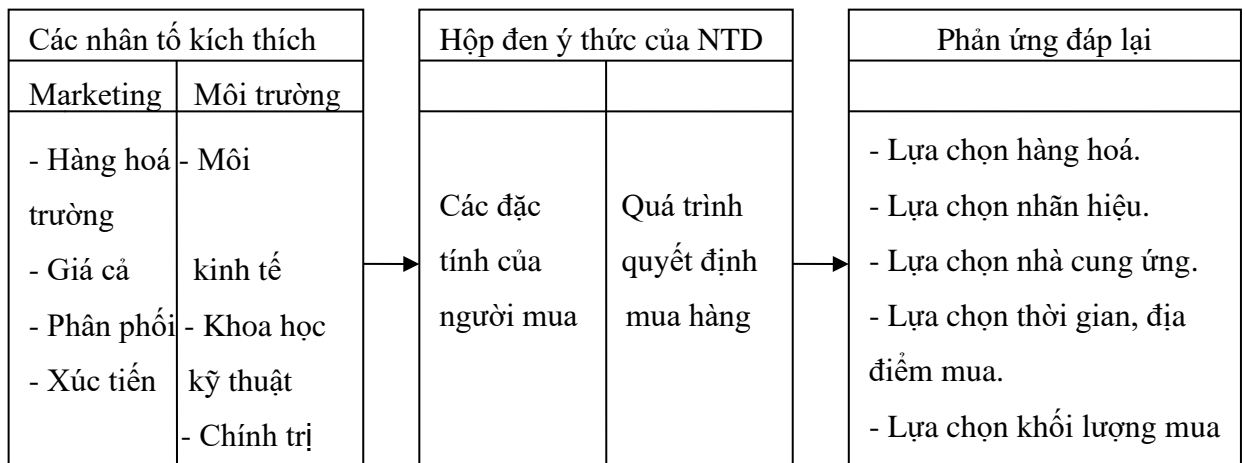 Các nhân tố kích thích
Marketing Môi trường
- Hàng hoá - Môi
trường
- Giá cả kinh tế
- Phân phối - Khoa học
- Xúc tiến kỹ thuật
- Chính trị
Hộp đen ý thức của NTD
Các đặc
tính của
người mua
Quá trình
quyết định
mua hàng
Phản ứng đáp lại
- Lựa chọn hàng hoá.
- Lựa chọn nhãn hiệu.
- Lựa chọn nhà cung ứng.
- Lựa chọn thời gian, địa
điểm mua.
- Lựa chọn khối lượng mua